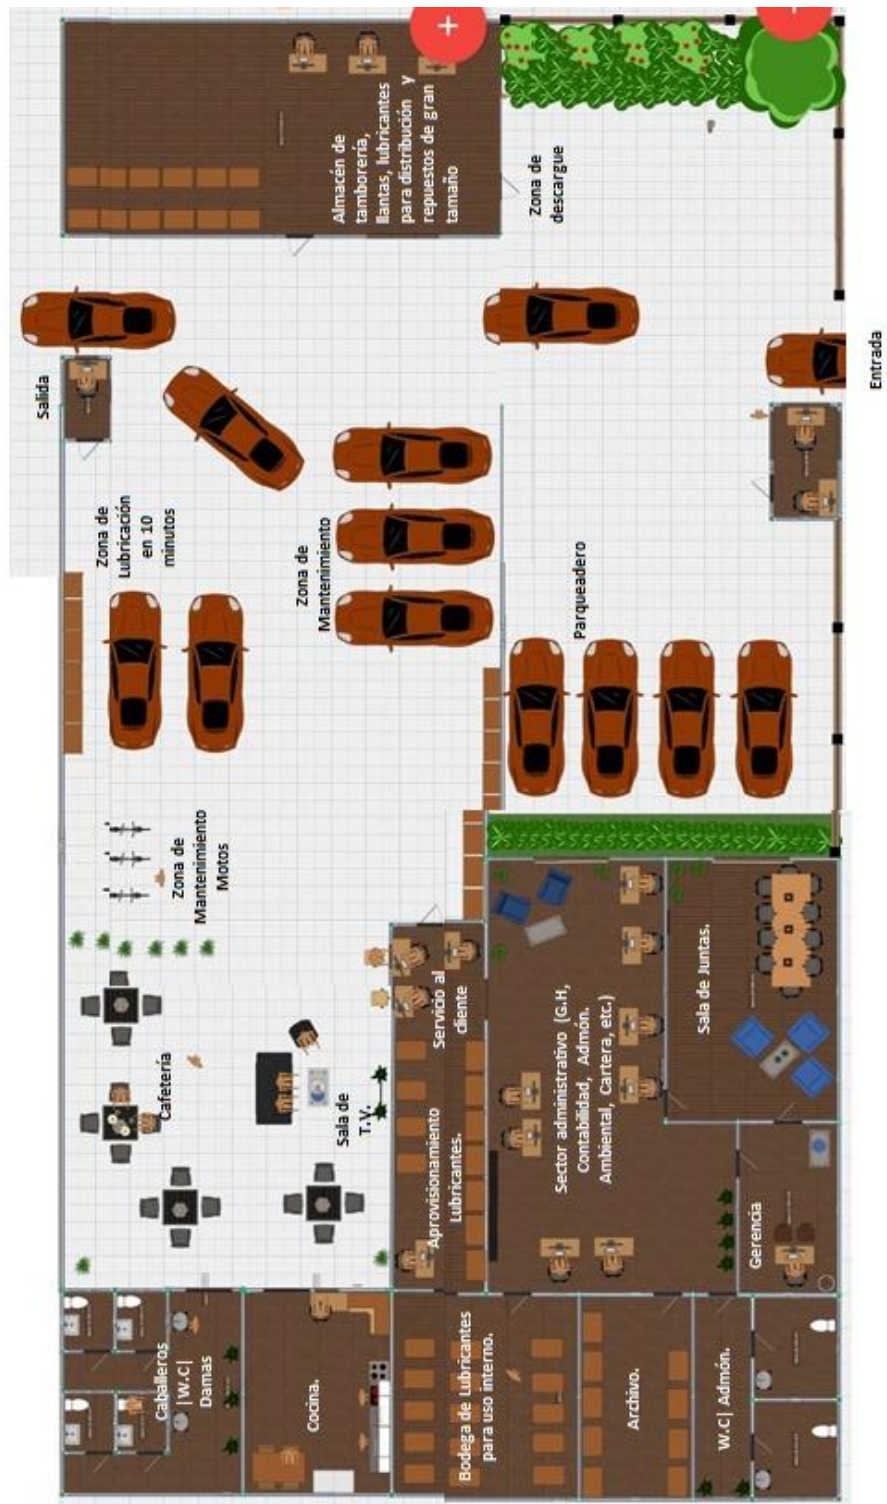 Almacén de
tamborería,
llantas, lubricantes
para distribución y
repuestos de gran
tamaño
Zona de
descargue
Salida
Entrada
Zona de
Lubricación
en 10
minutos
Zona de
Mantenimiento
Parqueadero
Zona de
Mantenimiento
Motos
Cafetería
Sala de
T.V.
Servicio al
cliente
Aprovisionamiento
Lubricantes.
Sector administrativo (G.H,
Contabilidad, Admón.
Ambiental, Cartera, etc.)
Sala de Juntas.
Gerencia
Caballeros
|W.C|
Damas
Cocina.
Bodega de Lubricantes
para uso interno.
Archivo.
W.C| Admón.